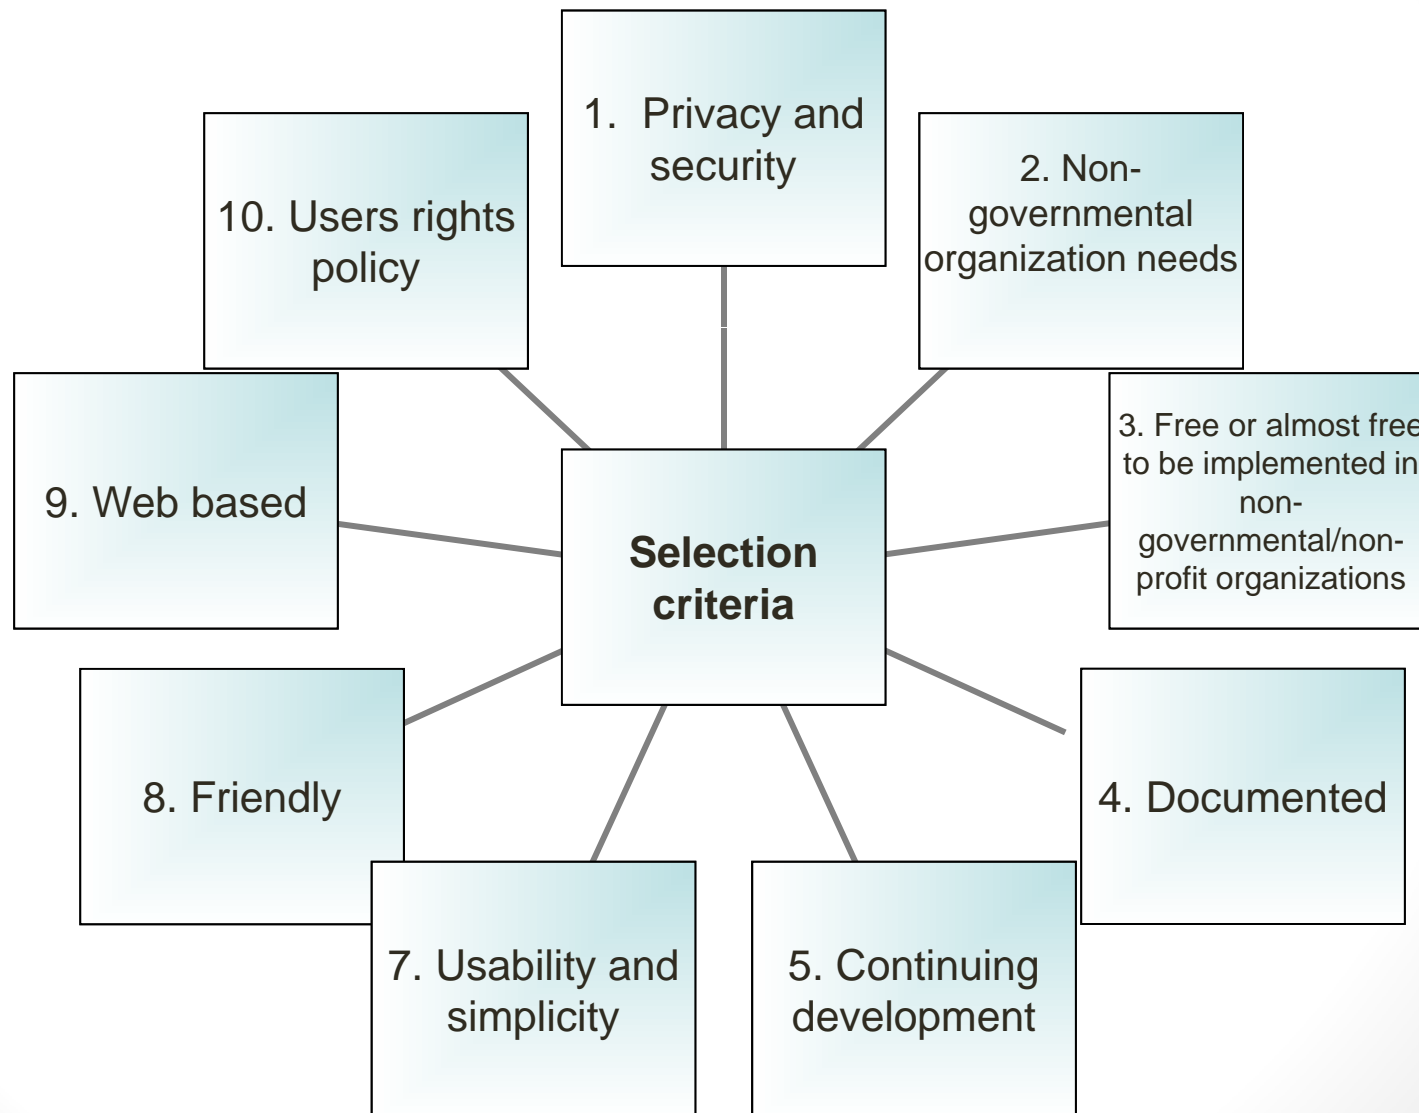 1. Privacy and
security
2. Non-
governmental
organization needs
3. Free or almost free
to be implemented in
non-
governmental/non-
profit organizations
4. Documented
5. Continuing
development
7. Usability and
simplicity
8. Friendly
9. Web based
10. Users rights
policy
Selection
criteria